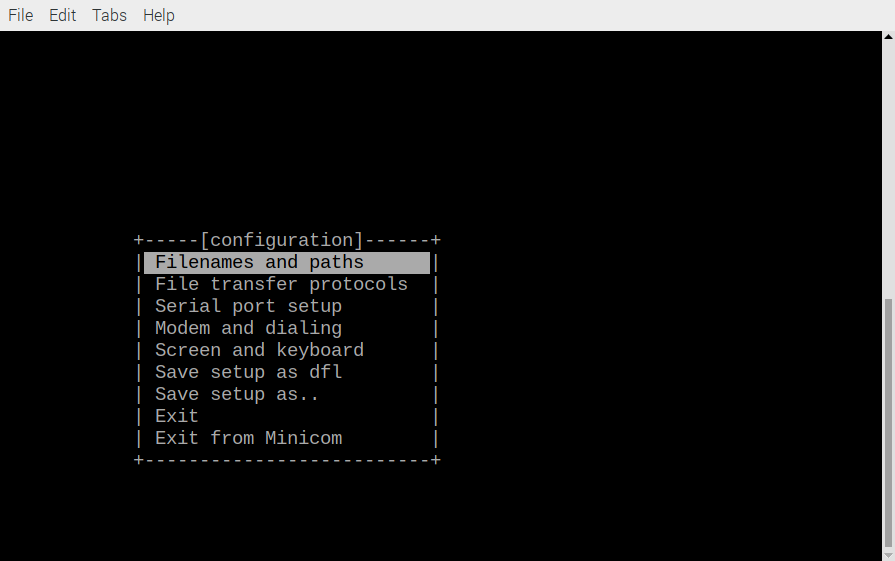 File Edit Tabs Help
+-----[configuration]------+
| Filenames and paths      |
| File transfer protocols  |
| Serial port setup        |
| Modem and dialing        |
| Screen and keyboard      |
| Save setup as dfl        |
| Save setup as..          |
| Exit                     |
| Exit from Minicom        |
+--------------------------+